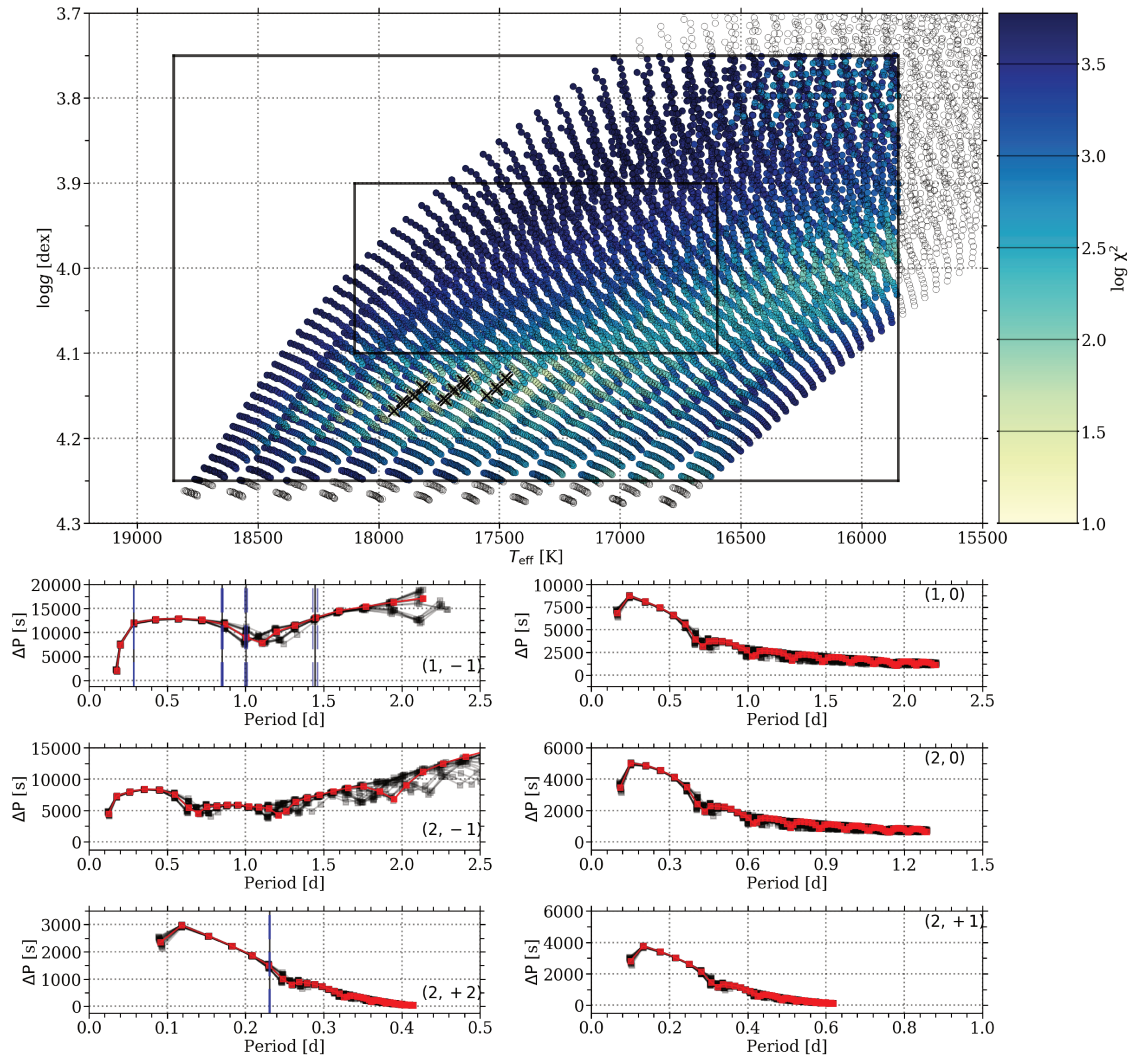 3.7
3.8
3.9
4.0
4.1
4.2
4.3
logg [dex]
19000 18500 18000 17500 17000 16500 16000 15500
T_eff [K]
3.5
3.0
2.5
2.0
1.5
1.0
log χ²
20000
15000
10000
5000
0
ΔP [s]
(1, −1)
0.0 0.5 1.0 1.5 2.0 2.5
Period [d]
10000
7500
5000
2500
0
ΔP [s]
(1, 0)
0.0 0.5 1.0 1.5 2.0 2.5
Period [d]
15000
10000
5000
0
ΔP [s]
(2, −1)
0.0 0.5 1.0 1.5 2.0 2.5
Period [d]
6000
4000
2000
0
ΔP [s]
(2, 0)
0.0 0.3 0.6 0.9 1.2 1.5
Period [d]
3000
2000
1000
0
ΔP [s]
(2, +2)
0.0 0.1 0.2 0.3 0.4 0.5
Period [d]
6000
4000
2000
0
ΔP [s]
(2, +1)
0.0 0.2 0.4 0.6 0.8 1.0
Period [d]